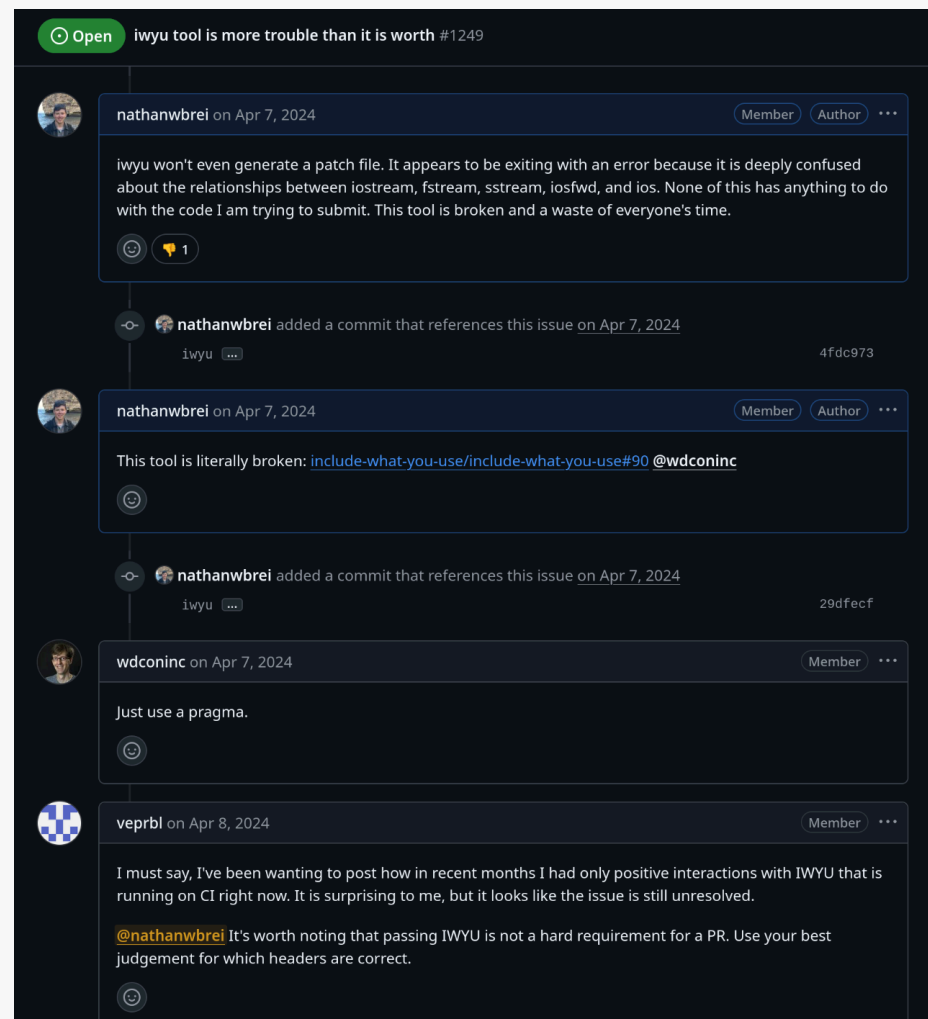 Open iwyu tool is more trouble than it is worth #1249
nathanwbrei on Apr 7, 2024 Member Author ...
iwyu won't even generate a patch file. It appears to be exiting with an error because it is deeply confused
about the relationships between iostream, fstream, sstream, iosfwd, and ios. None of this has anything to do
with the code I am trying to submit. This tool is broken and a waste of everyone's time.
👎 1
nathanwbrei added a commit that references this issue on Apr 7, 2024
iwyu ... 4fdc973
nathanwbrei on Apr 7, 2024 Member Author ...
This tool is literally broken: include-what-you-use/include-what-you-use#90 @wdconinc
nathanwbrei added a commit that references this issue on Apr 7, 2024
iwyu ... 29dfecf
wdconinc on Apr 7, 2024 Member ...
Just use a pragma.
veprbl on Apr 8, 2024 Member ...
I must say, I've been wanting to post how in recent months I had only positive interactions with IWYU that is
running on CI right now. It is surprising to me, but it looks like the issue is still unresolved.
@nathanwbrei It's worth noting that passing IWYU is not a hard requirement for a PR. Use your best
judgement for which headers are correct.